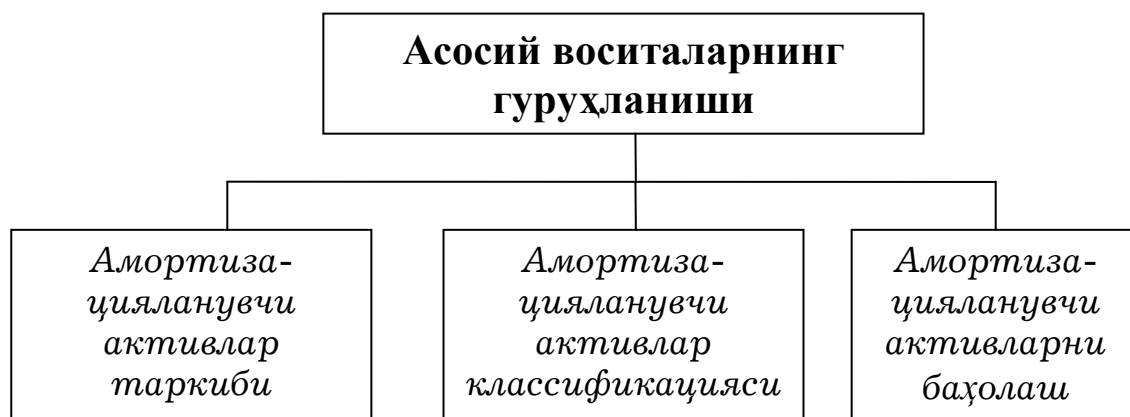 Асосий воситаларнинг
гуруҳланиши
Амортиза-
цияланувчи
активлар
таркиби
Амортиза-
цияланувчи
активлар
классификацияси
Амортиза-
цияланувчи
активларни
баҳолаш